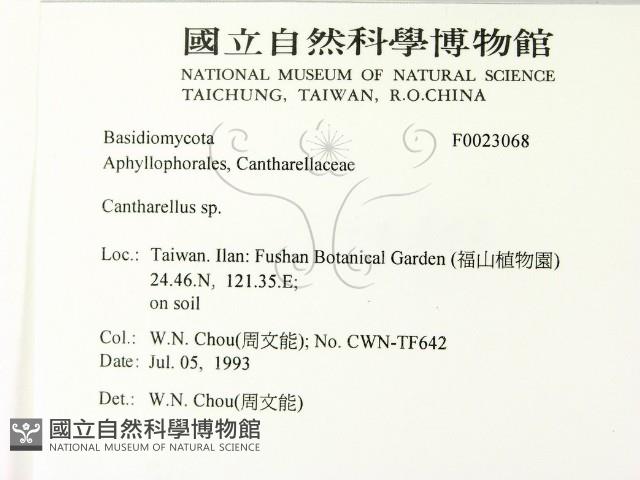 國立自然科學博物館
NATIONAL MUSEUM OF NATURAL SCIENCE
TAICHUNG, TAIWAN, R.O.CHINA
Basidiomycota F0023068
Aphyllophorales, Cantharellaceae
Cantharellus sp.
Loc.: Taiwan. Ilan: Fushan Botanical Garden (福山植物園)
24.46.N, 121.35.E;
on soil
Col.: W.N. Chou(周文能); No. CWN-TF642
Date: Jul. 05, 1993
Det.: W.N. Chou(周文能)
國立自然科學博物館
NATIONAL MUSEUM OF NATURAL SCIENCE